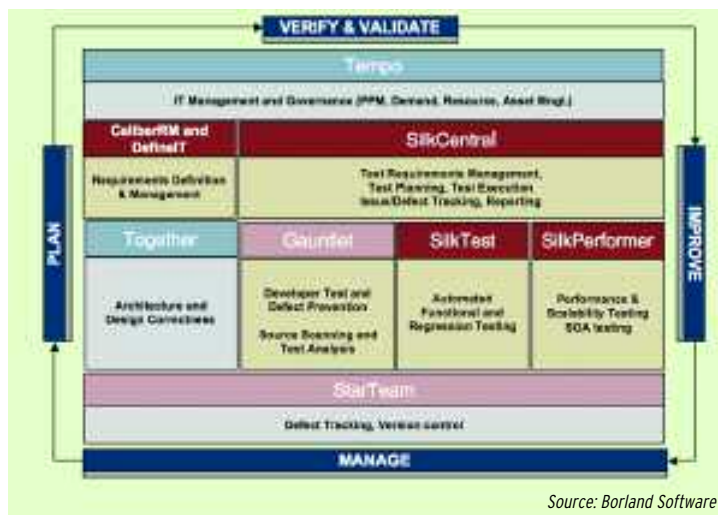 VERIFY & VALIDATE
Tempo
IT Management and Governance (PPM, Demand, Resource, Asset Mngt.)
CaliberRM and
DefineIT
SilkCentral
Requirements Definition
& Management
Test Requirements Management,
Test Planning, Test Execution
Issue/Defect Tracking, Reporting
PLAN
IMPROVE
Together
Gauntlet
SilkTest
SilkPerformer
Architecture and
Design Correctness
Developer Test and
Defect Prevention
Source Scanning and
Test Analysis
Automated
Functional and
Regression Testing
Performance &
Scalability Testing
SOA testing
StarTeam
Defect Tracking, Version control
MANAGE
Source: Borland Software